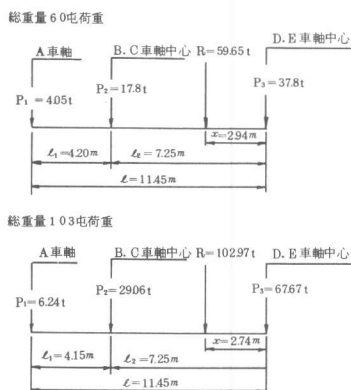 総重量60屯荷重
D.E車軸中心
A車軸
B.C車軸中心
R=59.65t
P₁=4.05t
P₂=17.8t
P₃=37.8t
x=2.94m
ℓ₁=4.20m
ℓ₂=7.25m
ℓ=11.45m
総重量103屯荷重
D.E車軸中心
A車軸
B.C車軸中心 R=102.97t
P₁=6.24t
P₂=29.06t
P₃=67.67t
x=2.74m
ℓ₁=4.15m
ℓ₂=7.25m
ℓ=11.45m